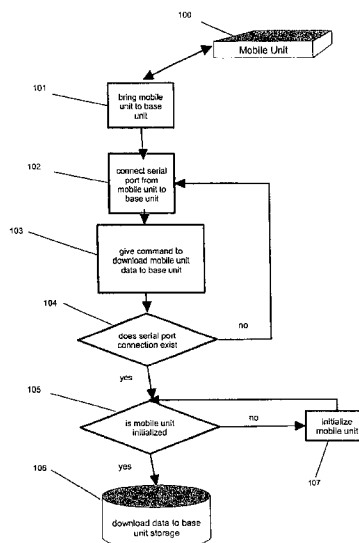 100
Mobile Unit
101
bring mobile
unit to base
unit
102
connect serial
port from
mobile unit to
base unit
103
give command to
download mobile unit
data to base unit
104
does serial port
connection exist
no
yes
105
is mobile unit
initialized
no
initialize
mobile unit
107
yes
106
download data to base
unit storage